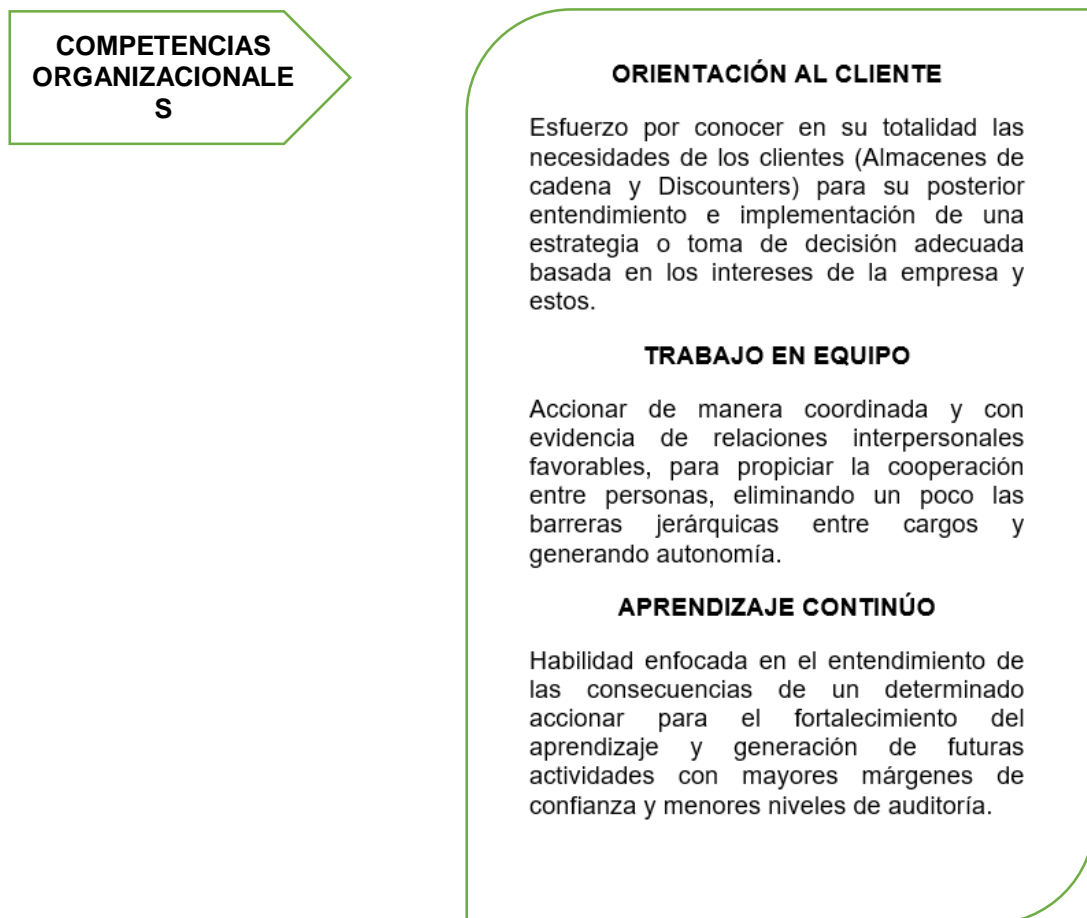 COMPETENCIAS
ORGANIZACIONALE
S
ORIENTACIÓN AL CLIENTE
Esfuerzo por conocer en su totalidad las
necesidades de los clientes (Almacenes de
cadena y Discounters) para su posterior
entendimiento e implementación de una
estrategia o toma de decisión adecuada
basada en los intereses de la empresa y
estos.
TRABAJO EN EQUIPO
Accionar de manera coordinada y con
evidencia de relaciones interpersonales
favorables, para propiciar la cooperación
entre personas, eliminando un poco las
barreras jerárquicas entre cargos y
generando autonomía.
APRENDIZAJE CONTINÚO
Habilidad enfocada en el entendimiento de
las consecuencias de un determinado
accionar para el fortalecimiento del
aprendizaje y generación de futuras
actividades con mayores márgenes de
confianza y menores niveles de auditoría.